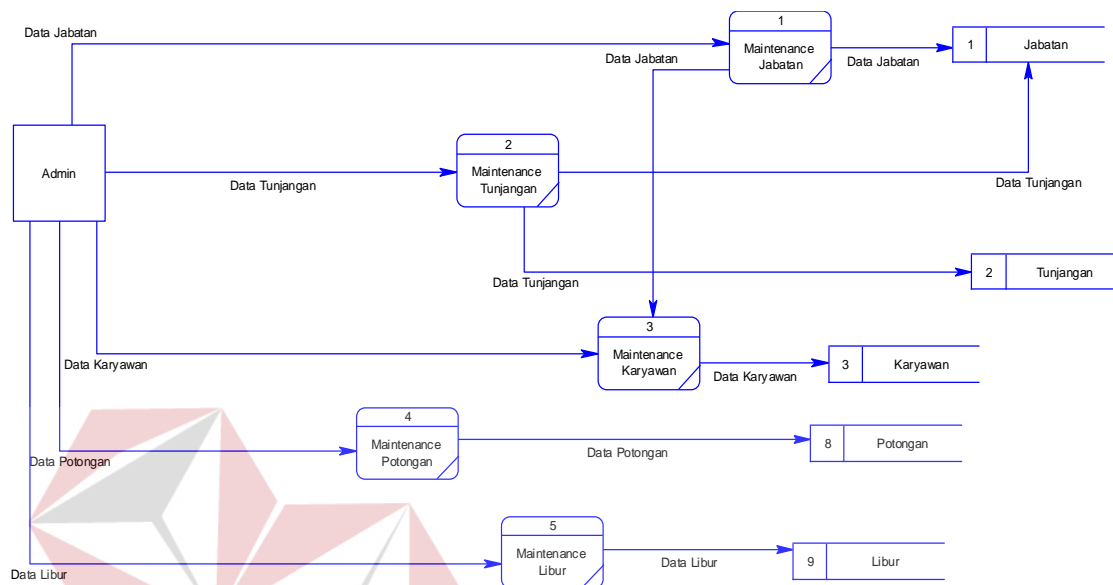 Data Jabatan
1
Maintenance
Jabatan
Data Jabatan
Data Jabatan
1
Jabatan
Admin
2
Maintenance
Tunjangan
Data Tunjangan
Data Tunjangan
Data Tunjangan
2
Tunjangan
3
Maintenance
Karyawan
Data Karyawan
Data Karyawan
3
Karyawan
4
Maintenance
Potongan
Data Potongan
Data Potongan
8
Potongan
5
Maintenance
Libur
Data Libur
Data Libur
9
Libur